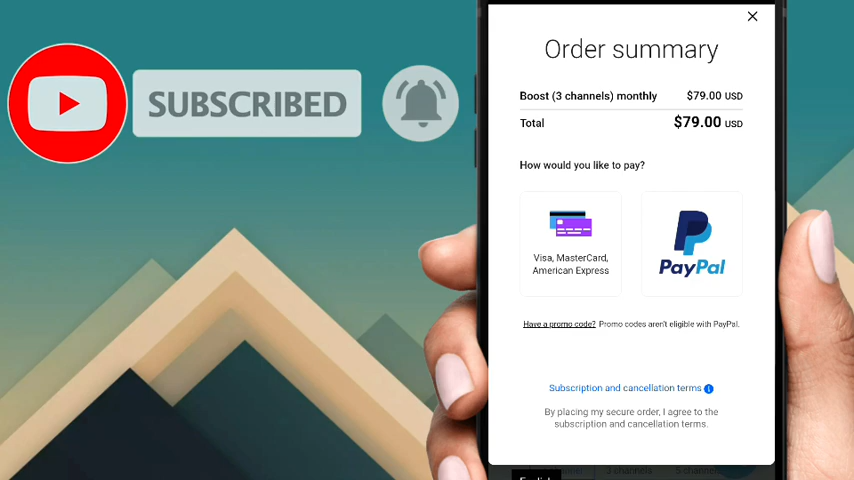 SUBSCRIBED
Order summary
Boost (3 channels) monthly $79.00 USD
Total $79.00 USD
How would you like to pay?
Visa, MasterCard,
American Express
PayPal
Have a promo code? Promo codes aren't eligible with PayPal.
Subscription and cancellation terms
By placing my secure order, I agree to the
subscription and cancellation terms.
3 channels